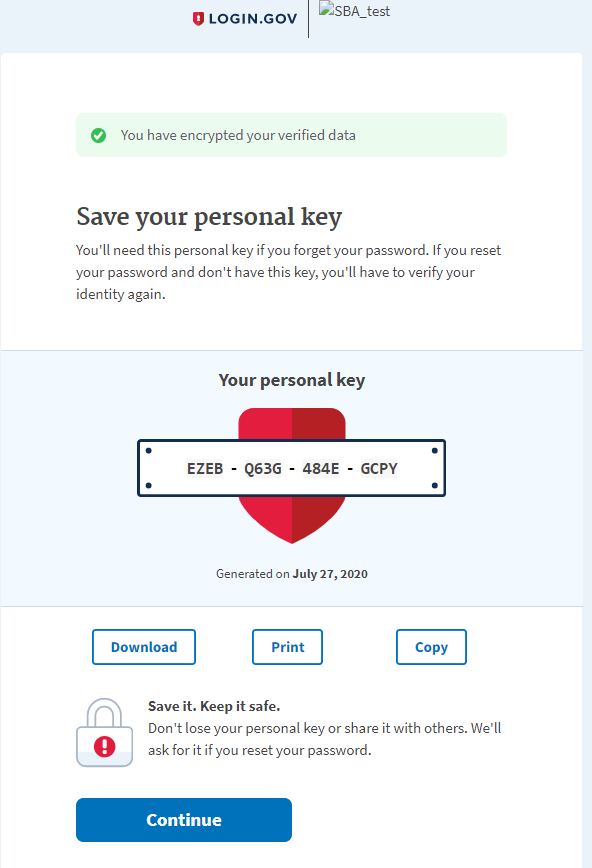 LOGIN.GOV
SBA_test
You have encrypted your verified data
Save your personal key
You'll need this personal key if you forget your password. If you reset
your password and don't have this key, you'll have to verify your
identity again.
Your personal key
EZEB - Q63G - 484E - GCPY
Generated on July 27, 2020
Download
Print
Copy
Save it. Keep it safe.
Don't lose your personal key or share it with others. We'll
ask for it if you reset your password.
Continue